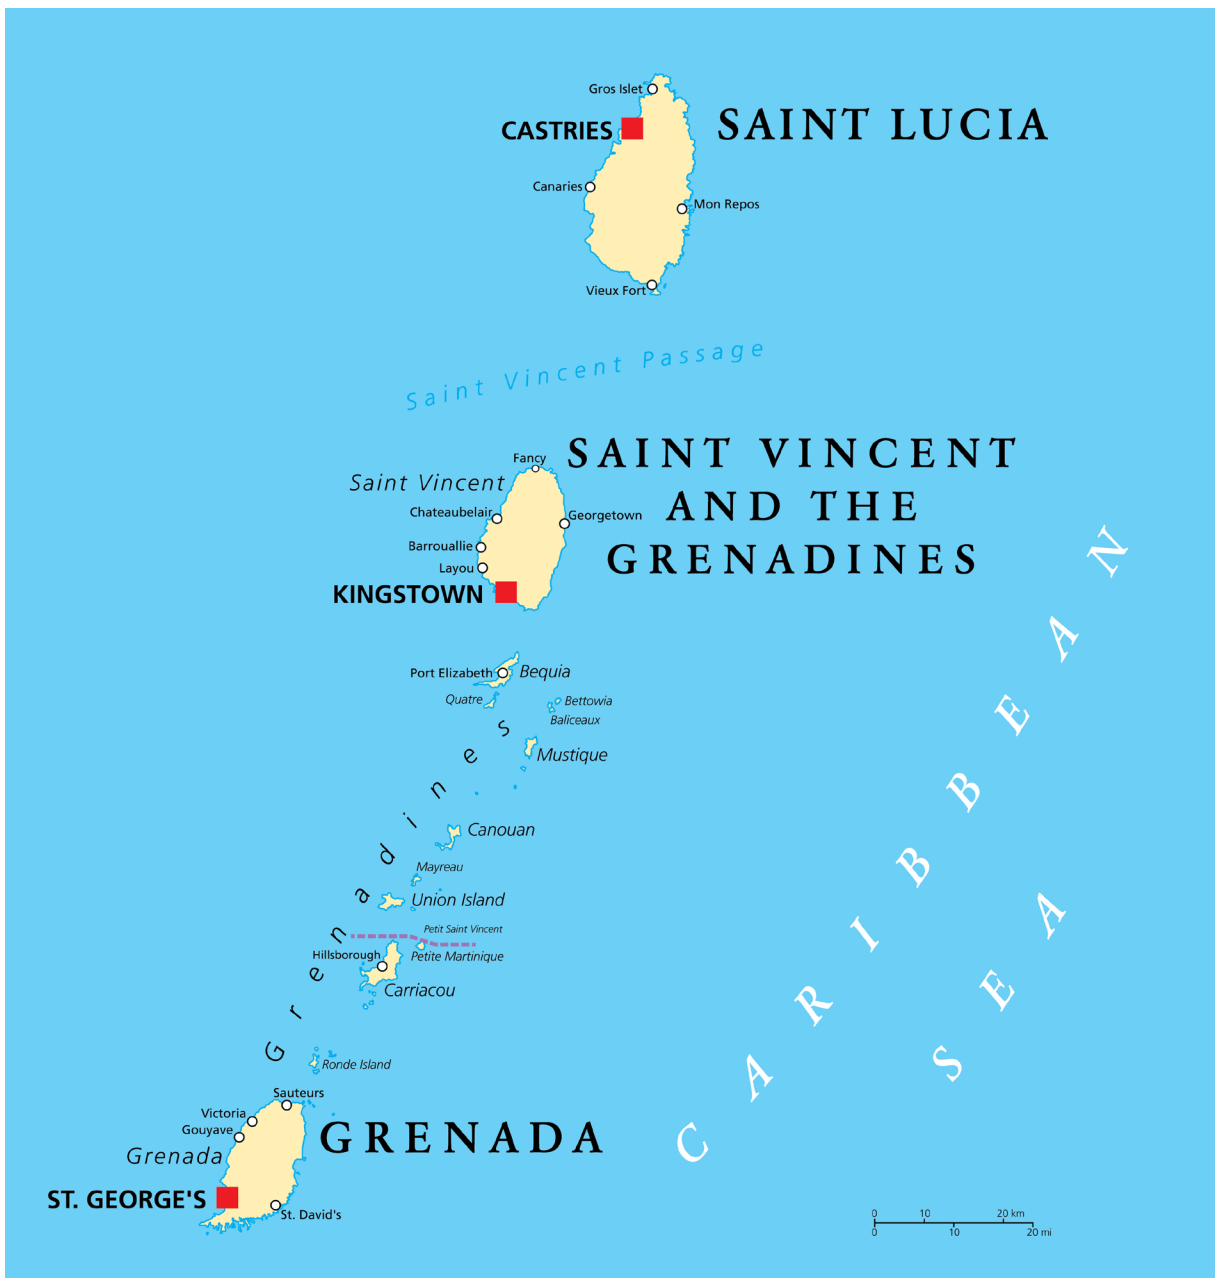 Gros Islet
CASTRIES
SAINT LUCIA
Canaries
Mon Repos
Vieux Fort
Saint Vincent Passage
SAINT VINCENT
AND THE
GRENADINES
Fancy
Saint Vincent
Chateaubelair
Georgetown
Barrouallie
Layou
KINGSTOWN
Port Elizabeth
Bequia
Quatre
Bettowia
Baliceaux
Mustique
Grenadines
Canouan
Mayreau
Union Island
Petit Saint Vincent
Hillsborough
Petite Martinique
Carriacou
Ronde Island
CARIBBEAN
SEA
Sauteurs
Victoria
Gouyave
GRENADA
Grenada
ST. GEORGE'S
St. David's
0 10 20 km
0 10 20 mi